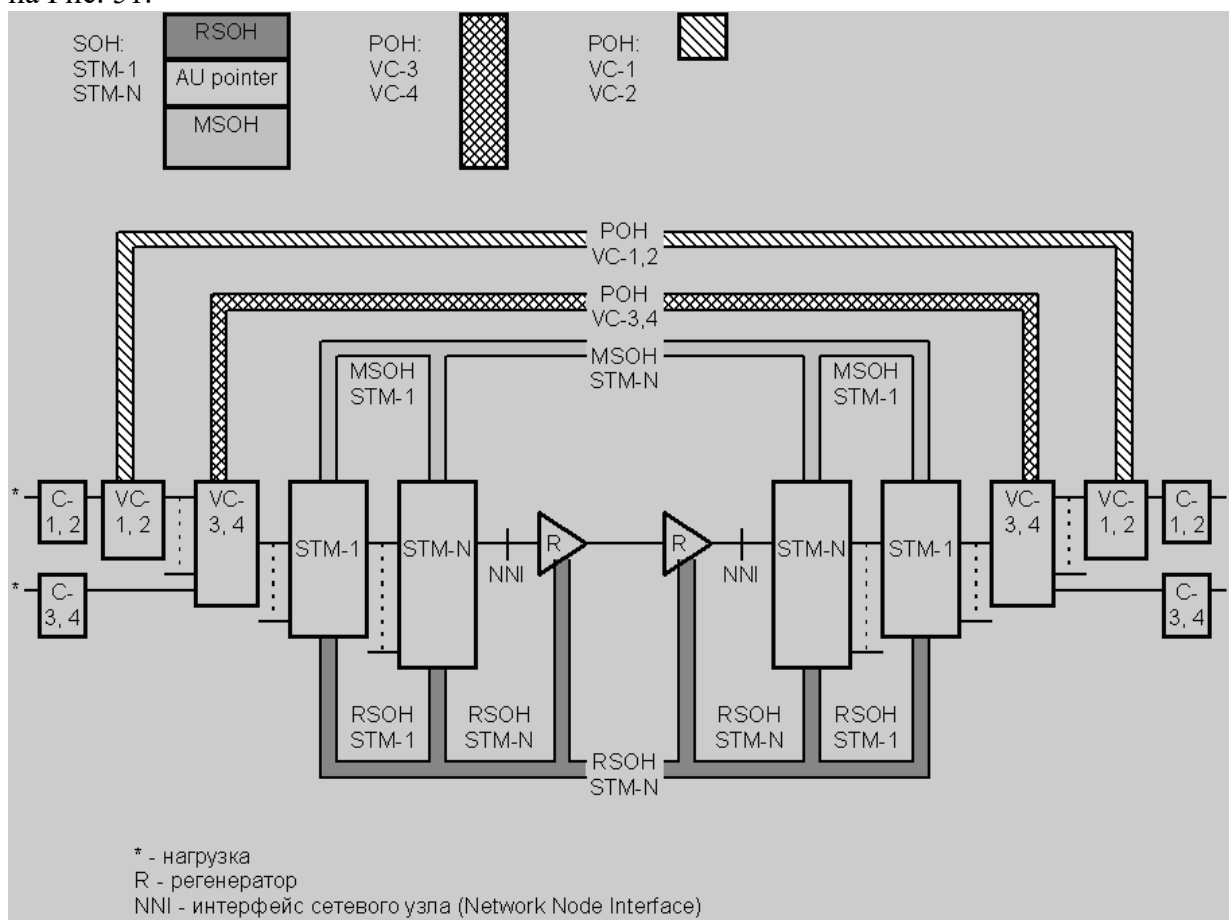 на Рис. 51.
SOH:
STM-1
STM-N
RSOH
AU pointer
MSOH
POH:
VC-3
VC-4
POH:
VC-1
VC-2
POH
VC-1,2
POH
VC-3,4
MSOH
STM-N
MSOH
STM-1
MSOH
STM-1
*
C-
1, 2
VC-
1, 2
VC-
3, 4
STM-1
STM-N
NNI
R
R
NNI
STM-N
STM-1
VC-
3, 4
VC-
1, 2
C-
1, 2
*
C-
3, 4
C-
3, 4
RSOH
STM-1
RSOH
STM-N
RSOH
STM-N
RSOH
STM-N
RSOH
STM-1
* - нагрузка
R - регенератор
NNI - интерфейс сетевого узла (Network Node Interface)